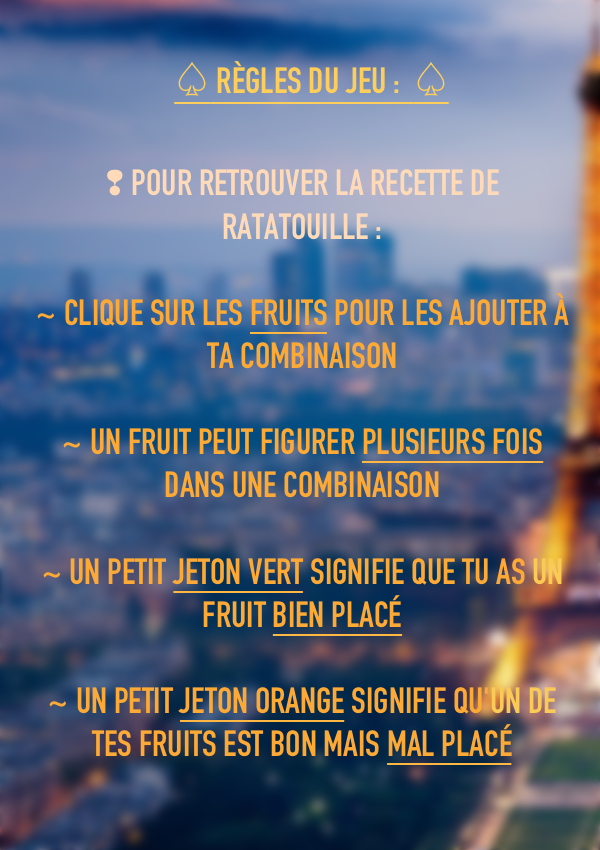 ♤ RÈGLES DU JEU : ♤
❣ POUR RETROUVER LA RECETTE DE
RATATOUILLE :
~ CLIQUE SUR LES FRUITS POUR LES AJOUTER À
TA COMBINAISON
~ UN FRUIT PEUT FIGURER PLUSIEURS FOIS
DANS UNE COMBINAISON
~ UN PETIT JETON VERT SIGNIFIE QUE TU AS UN
FRUIT BIEN PLACÉ
~ UN PETIT JETON ORANGE SIGNIFIE QU'UN DE
TES FRUITS EST BON MAIS MAL PLACÉ